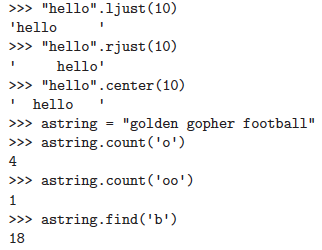 >>> "hello".ljust(10)
'hello     '
>>> "hello".rjust(10)
'     hello'
>>> "hello".center(10)
'  hello   '
>>> astring = "golden gopher football"
>>> astring.count('o')
4
>>> astring.count('oo')
1
>>> astring.find('b')
18